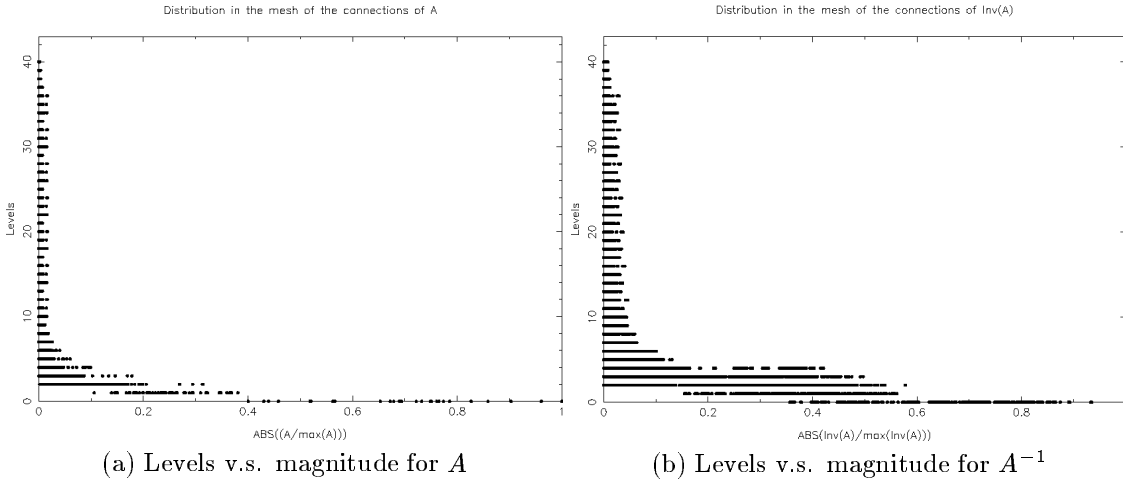 Distribution in the mesh of the connections of A
Levels
40
30
20
10
0
0 0.2 0.4 0.6 0.8 1
ABS((A/max(A)))
(a) Levels v.s. magnitude for A
Distribution in the mesh of the connections of Inv(A)
Levels
40
30
20
10
0
0 0.2 0.4 0.6 0.8
ABS(Inv(A)/max(Inv(A)))
(b) Levels v.s. magnitude for A⁻¹